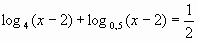 log₄(x − 2) + log₀,₅(x − 2) = 1/2